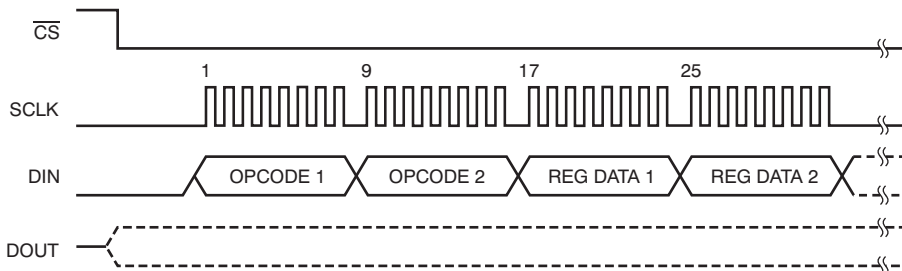 CS
1 9 17 25
SCLK
DIN OPCODE 1 OPCODE 2 REG DATA 1 REG DATA 2
DOUT